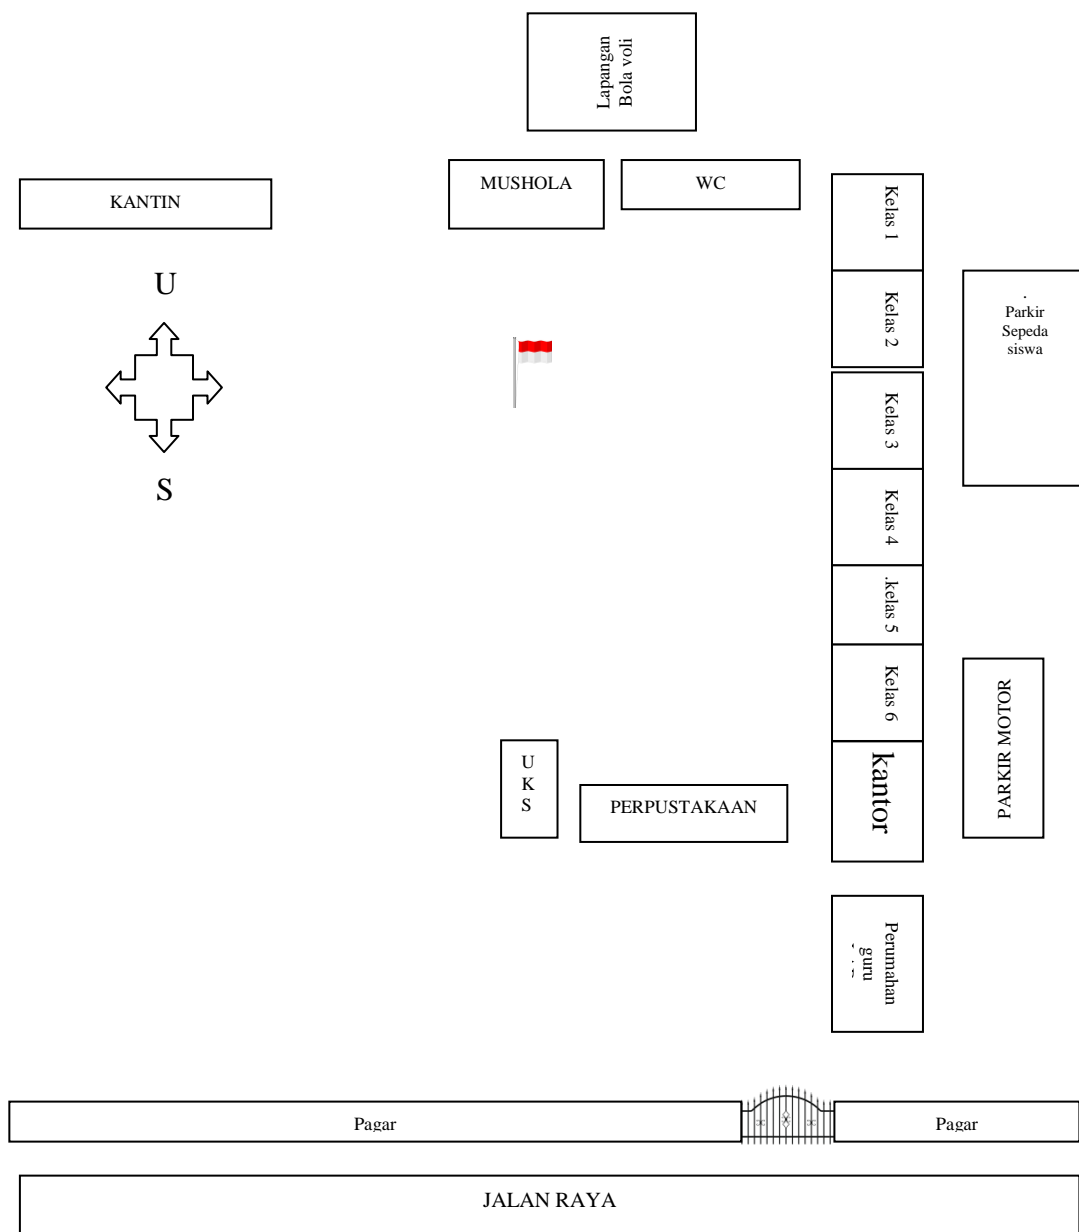 Lapangan
Bola voli
MUSHOLA
WC
KANTIN
Kelas 1
U
Kelas 2
.
Parkir
Sepeda
siswa
Kelas 3
S
Kelas 4
.kelas 5
Kelas 6
PARKIR MOTOR
U
K
S
PERPUSTAKAAN
kantor
Perumahan
guru
Pagar
Pagar
JALAN RAYA